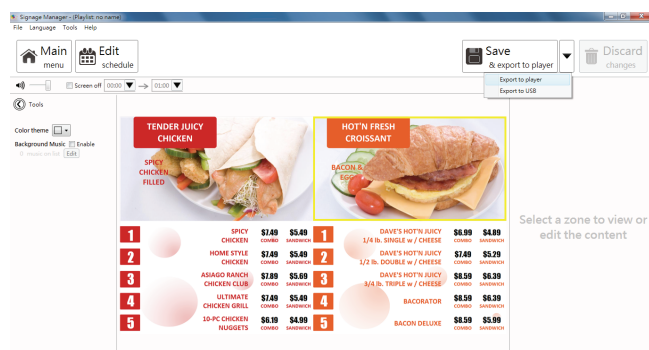 Signage Manager - (Playlist: no name)
File Language Tools Help
Main
menu
Edit
schedule
Save
& export to player
Discard
changes
Export to player
Export to USB
Screen off 00:00 → 01:00
Tools
Color theme
Background Music Enable
0 music on list Edit
TENDER JUICY
CHICKEN
SPICY
CHICKEN
FILLED
HOT'N FRESH
CROISSANT
BACON &
EGG
1 SPICY CHICKEN $7.49 COMBO $5.49 SANDWICH
2 HOME STYLE CHICKEN $7.49 COMBO $5.49 SANDWICH
3 ASIAGO RANCH CHICKEN CLUB $7.89 COMBO $5.69 SANDWICH
4 ULTIMATE CHICKEN GRILL $7.49 COMBO $5.49 SANDWICH
5 10-PC CHICKEN NUGGETS $6.19 COMBO $4.99 SANDWICH
1 DAVE'S HOT'N JUICY 1/4 lb. SINGLE w / CHEESE $6.99 COMBO $4.89 SANDWICH
2 DAVE'S HOT'N JUICY 1/2 lb. DOUBLE w / CHEESE $7.49 COMBO $5.29 SANDWICH
3 DAVE'S HOT'N JUICY 3/4 lb. TRIPLE w / CHEESE $8.59 COMBO $6.39 SANDWICH
4 BACORATOR $8.59 COMBO $6.39 SANDWICH
5 BACON DELUXE $8.59 COMBO $5.99 SANDWICH
Select a zone to view or
edit the content